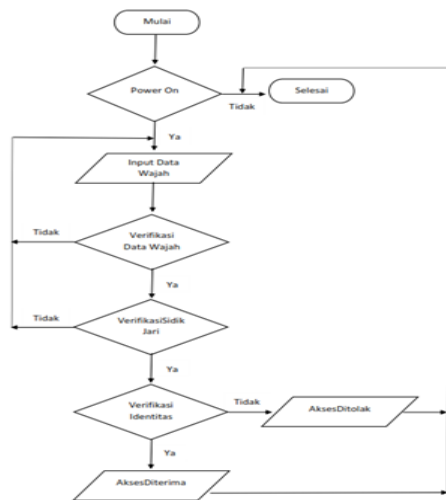 Mulai
Power On
Tidak
Selesai
Ya
Input Data
Wajah
Tidak
Verifikasi
Data Wajah
Ya
Tidak
VerifikasiSidik
Jari
Ya
Verifikasi
Identitas
Tidak
AksesDitolak
Ya
AksesDiterima